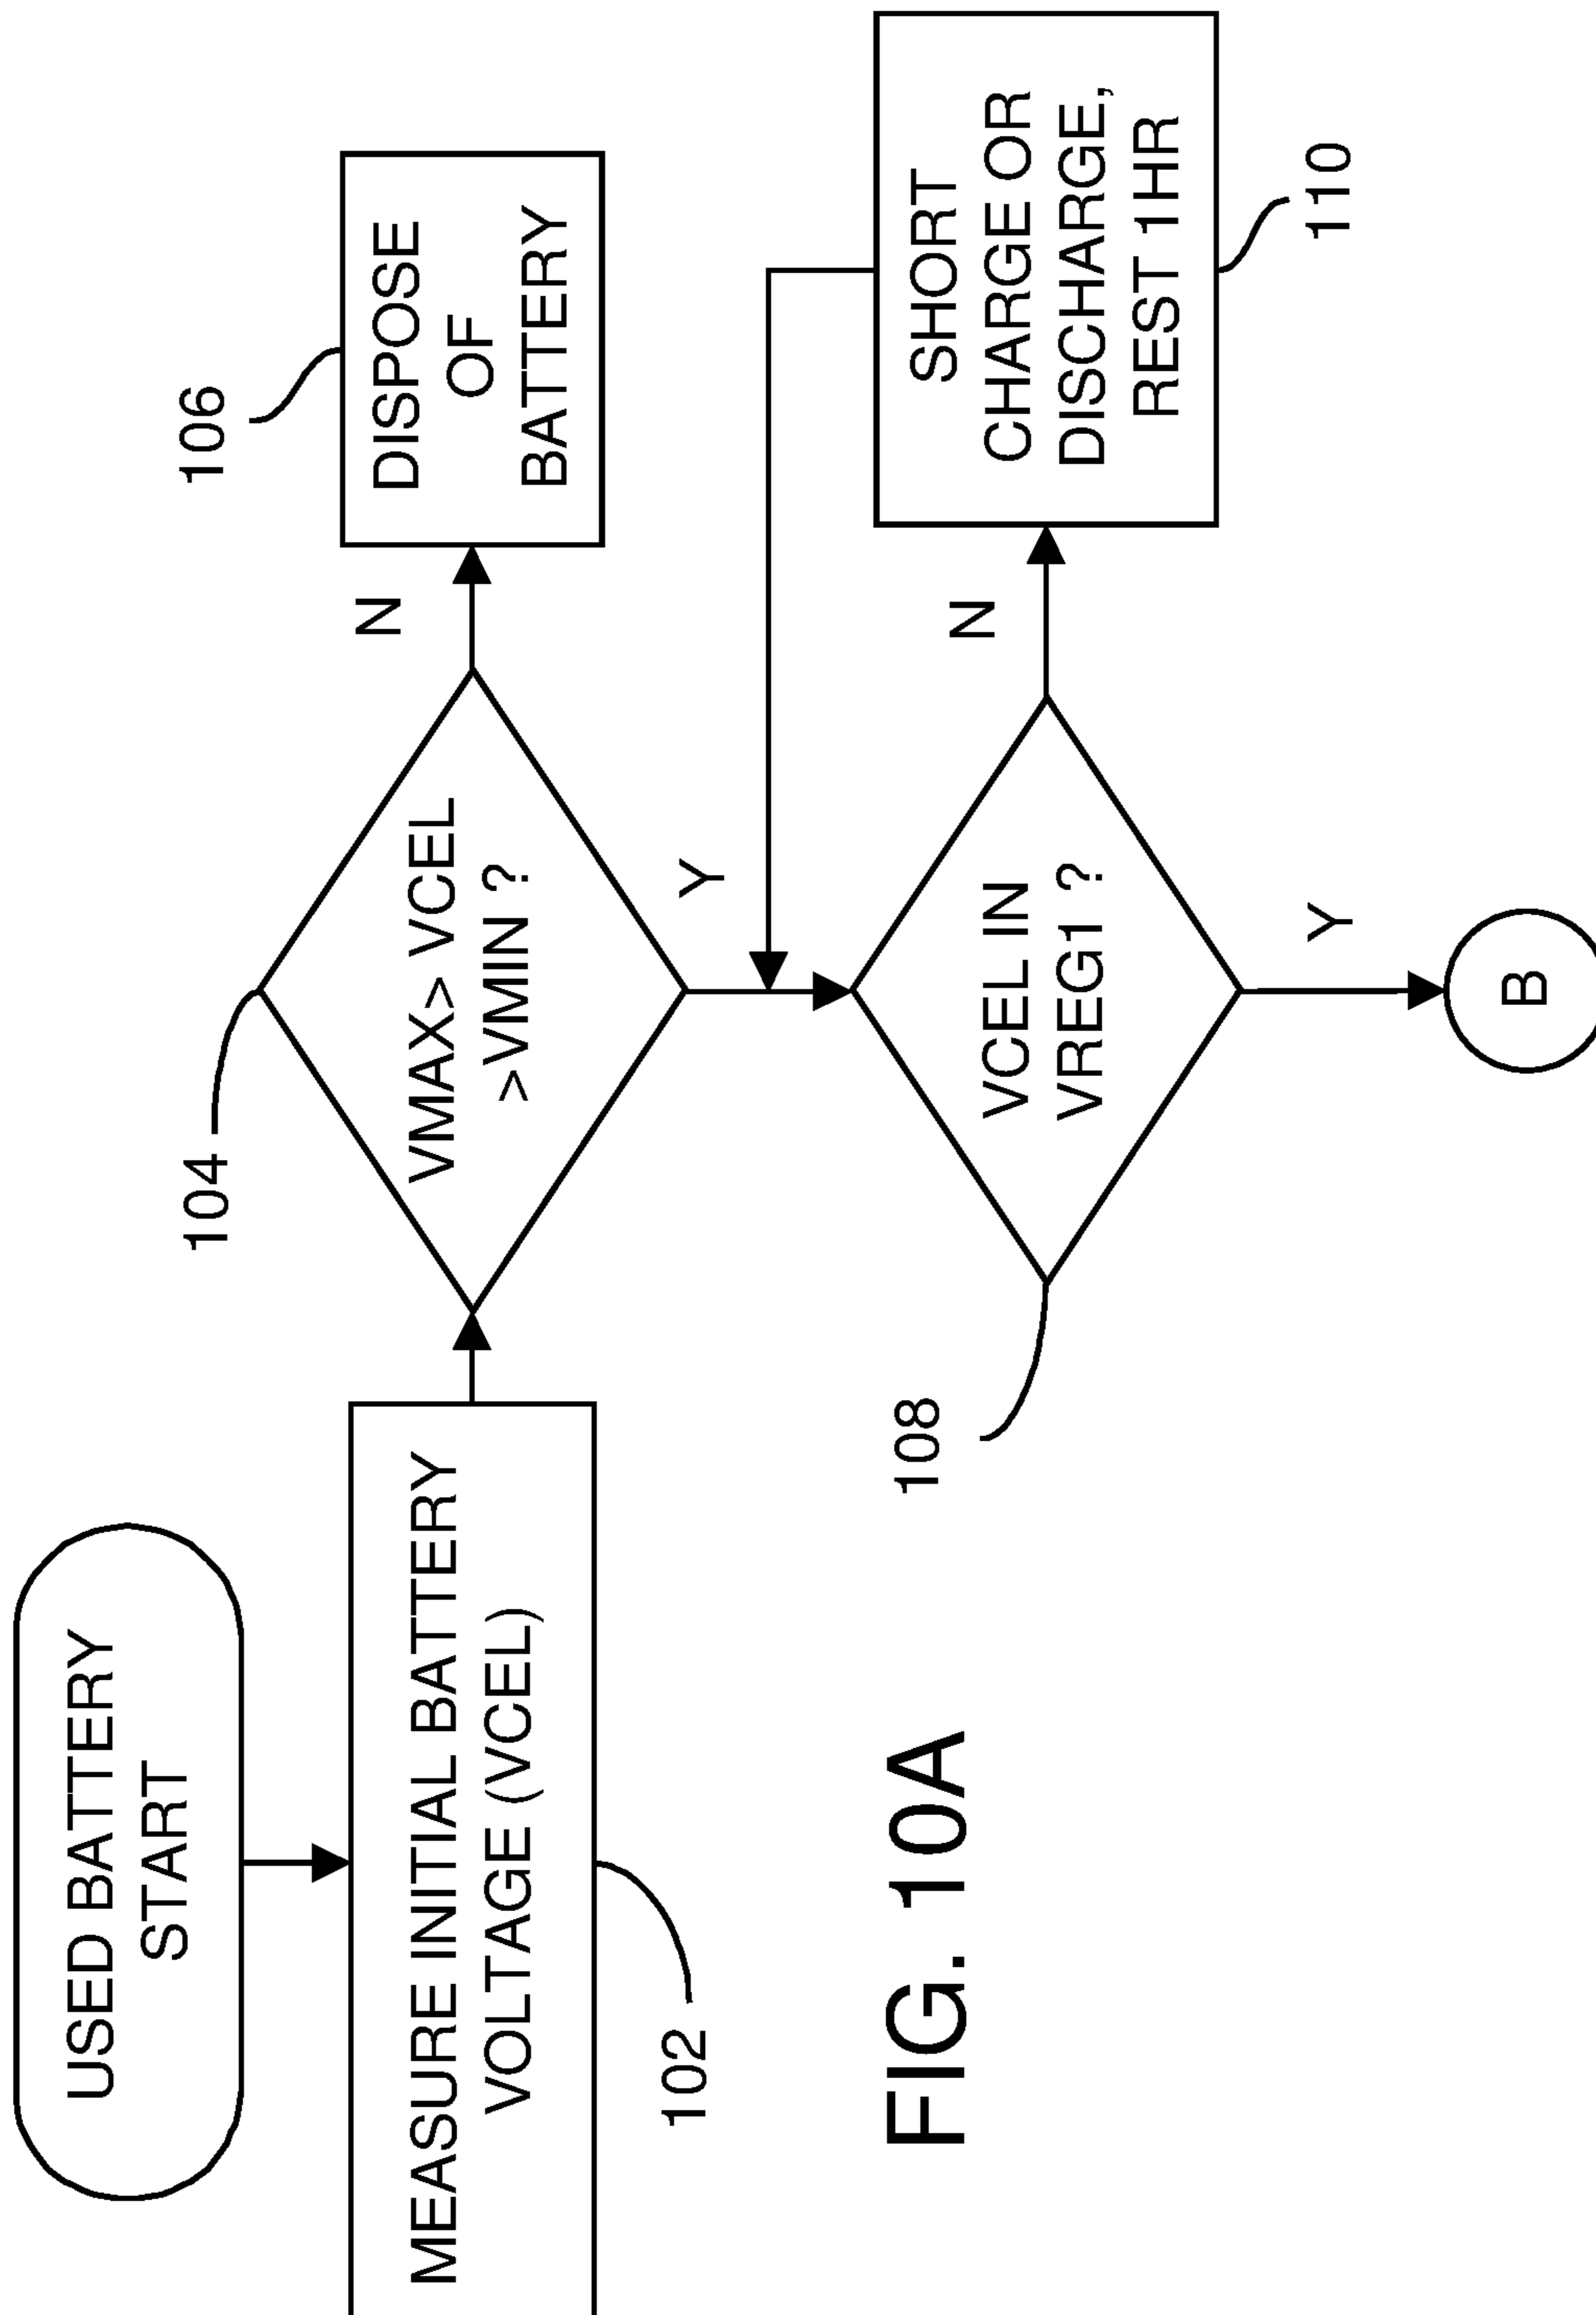 USED BATTERY
START
MEASURE INITIAL BATTERY
VOLTAGE (VCEL)
102
104
VMAX> VCEL
>VMIN ?
N
106
DISPOSE
OF
BATTERY
Y
108
VCEL IN
VREG1 ?
N
SHORT
CHARGE OR
DISCHARGE,
REST 1HR
110
Y
B
FIG. 10A